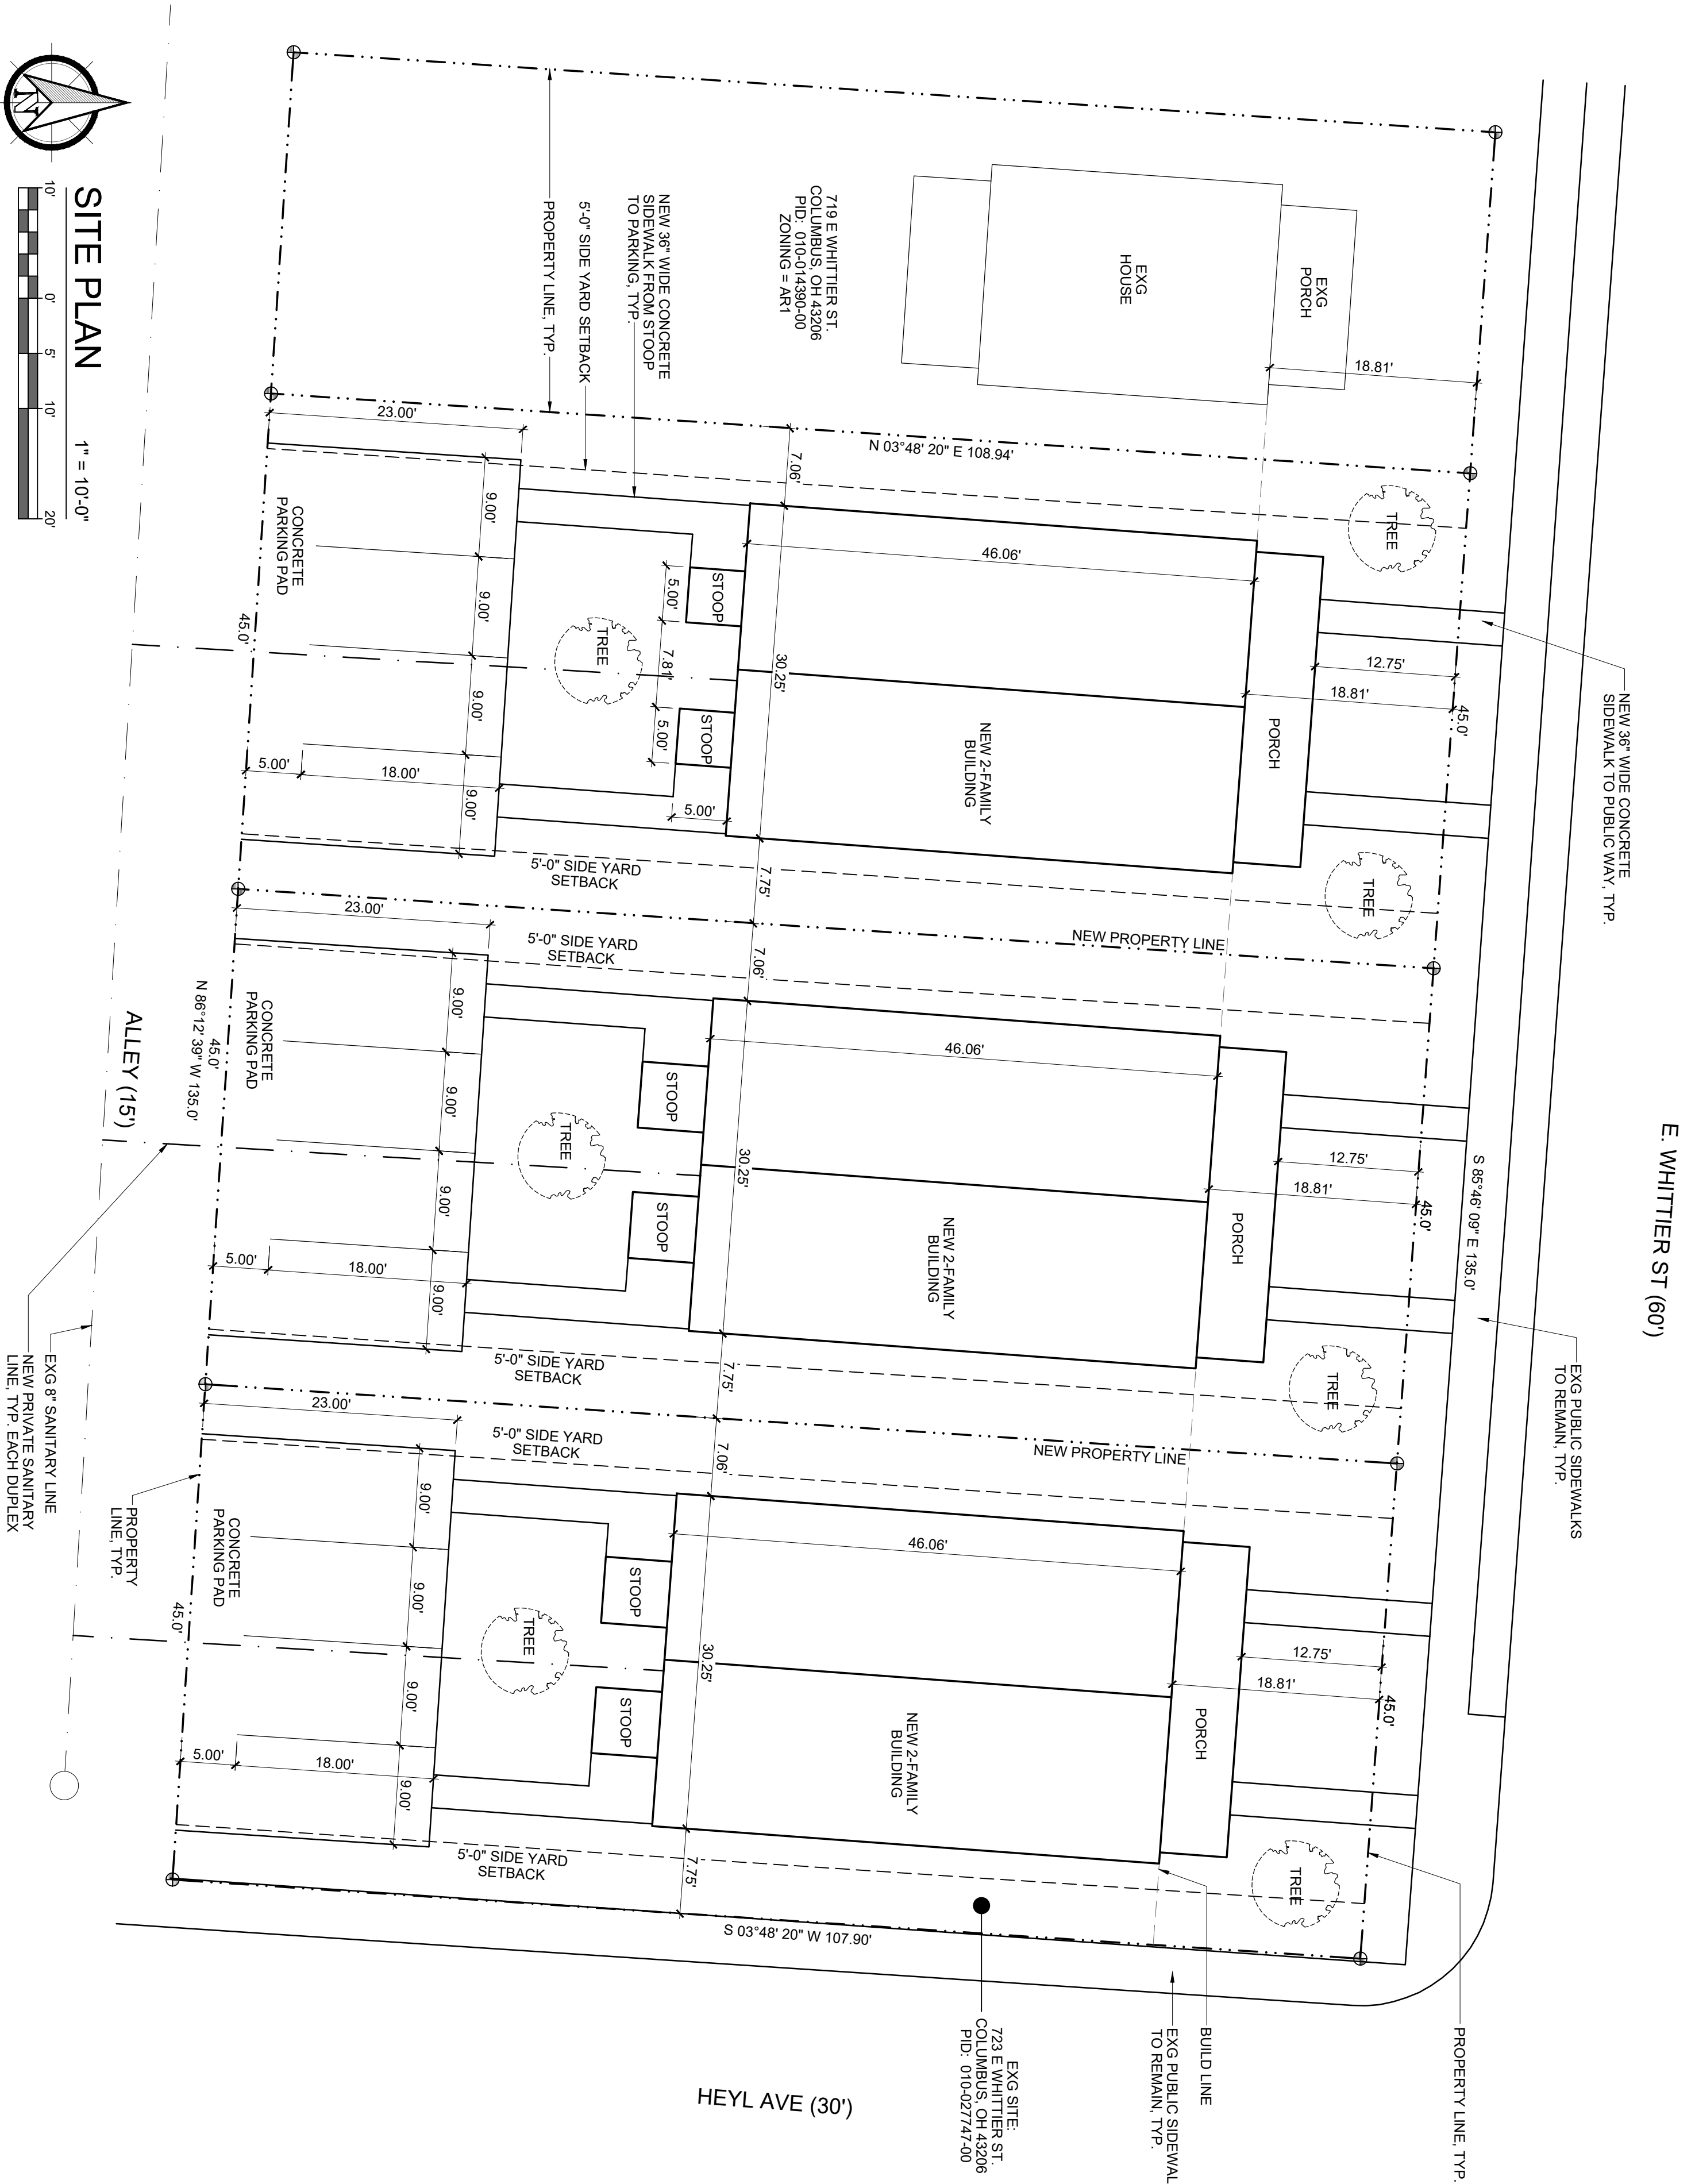 E. WHITTIER ST (60')
NEW 36" WIDE CONCRETE
SIDEWALK TO PUBLIC WAY, TYP.
EXG PUBLIC SIDEWALKS
TO REMAIN, TYP.
PROPERTY LINE, TYP.
S 85°46' 09" E 135.0'
EXG
PORCH
18.81'
EXG
HOUSE
719 E WHITTIER ST.
COLUMBUS, OH 43206
PID: 010-014390-00
ZONING = AR1
NEW 36" WIDE CONCRETE
SIDEWALK FROM STOOP
TO PARKING, TYP.
5'-0" SIDE YARD SETBACK
PROPERTY LINE, TYP.
N 03°48' 20" E 108.94'
TREE
12.75'
18.81'
45.0'
TREE
PORCH
46.06'
NEW 2-FAMILY
BUILDING
7.06'
30.25'
7.75'
STOOP
STOOP
5.00'
7.81'
5.00'
5.00'
TREE
23.00'
9.00'
9.00'
9.00'
9.00'
5.00'
18.00'
CONCRETE
PARKING PAD
45.0'
5'-0" SIDE YARD
SETBACK
NEW PROPERTY LINE
5'-0" SIDE YARD
SETBACK
12.75'
18.81'
45.0'
TREE
PORCH
46.06'
NEW 2-FAMILY
BUILDING
7.06'
30.25'
7.75'
STOOP
STOOP
TREE
23.00'
9.00'
9.00'
9.00'
9.00'
5.00'
18.00'
CONCRETE
PARKING PAD
45.0'
N 86°12' 39" W 135.0'
5'-0" SIDE YARD
SETBACK
NEW PROPERTY LINE
5'-0" SIDE YARD
SETBACK
12.75'
18.81'
45.0'
TREE
PORCH
46.06'
NEW 2-FAMILY
BUILDING
7.06'
30.25'
7.75'
STOOP
STOOP
TREE
23.00'
9.00'
9.00'
9.00'
9.00'
5.00'
18.00'
CONCRETE
PARKING PAD
45.0'
5'-0" SIDE YARD
SETBACK
S 03°48' 20" W 107.90'
BUILD LINE
EXG PUBLIC SIDEWAL
TO REMAIN, TYP.
EXG SITE:
723 E WHITTIER ST.
COLUMBUS, OH 43206
PID: 010-027747-00
HEYL AVE (30')
ALLEY (15')
PROPERTY
LINE, TYP.
EXG 8" SANITARY LINE
NEW PRIVATE SANITARY
LINE, TYP. EACH DUPLEX
N
SITE PLAN
1" = 10'-0"
10' 0' 5' 10' 20'